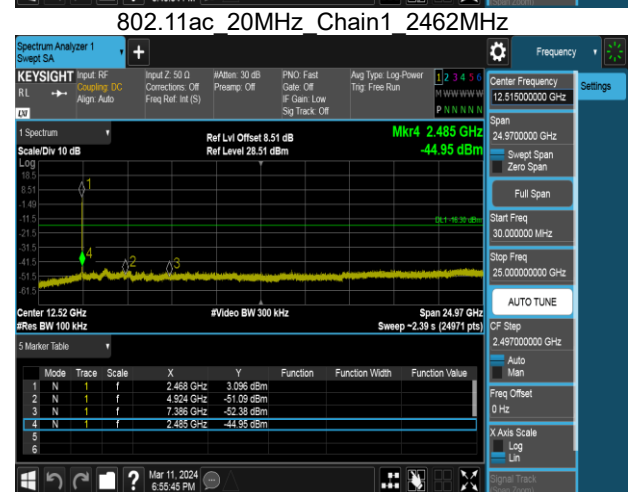 802.11ac_20MHz_Chain1_2462MHz
Spectrum Analyzer 1
Swept SA
Frequency
KEYSIGHT Input: RF Input Z: 50 Ω #Atten: 30 dB PNO: Fast Avg Type: Log-Power 1 2 3 4 5 6
RL Coupling: DC Corrections: Off Preamp: Off Gate: Off Trig: Free Run M W W W W W
Align: Auto Freq Ref: Int (S) IF Gain: Low P N N N N N
Sig Track: Off
LXI
Center Frequency
12.515000000 GHz
Settings
1 Spectrum
Ref Lvl Offset 8.51 dB
Mkr4 2.485 GHz
Scale/Div 10 dB
Ref Level 28.51 dBm
-44.95 dBm
Span
24.9700000 GHz
Swept Span
Zero Span
Full Span
Log
18.5
8.51
-1.49
-11.5
-21.5
-31.5
-41.5
-51.5
-61.5
1
4
2
3
Start Freq
30.000000 MHz
Stop Freq
25.000000000 GHz
AUTO TUNE
Center 12.52 GHz
#Video BW 300 kHz
Span 24.97 GHz
#Res BW 100 kHz
Sweep ~2.39 s (24971 pts)
CF Step
2.497000000 GHz
Auto
Man
5 Marker Table
Mode Trace Scale X Y Function Function Width Function Value
1 N 1 f 2.468 GHz 3.096 dBm
2 N 1 f 4.924 GHz -51.09 dBm
3 N 1 f 7.386 GHz -52.38 dBm
4 N 1 f 2.485 GHz -44.95 dBm
5
6
Freq Offset
0 Hz
X Axis Scale
Log
Lin
Signal Track
(Span Zoom)
Mar 11, 2024
6:55:45 PM